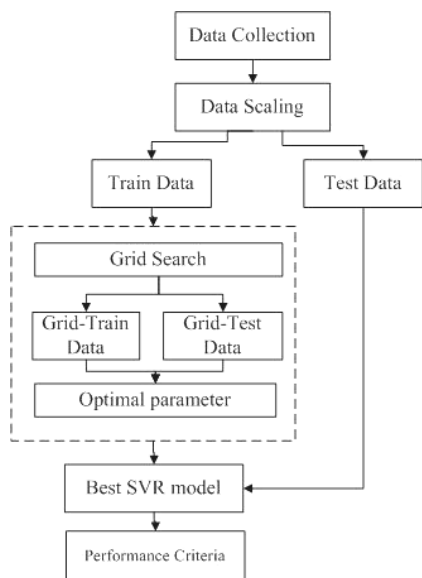 Data Collection
Data Scaling
Train Data
Test Data
Grid Search
Grid-Train
Data
Grid-Test
Data
Optimal parameter
Best SVR model
Performance Criteria